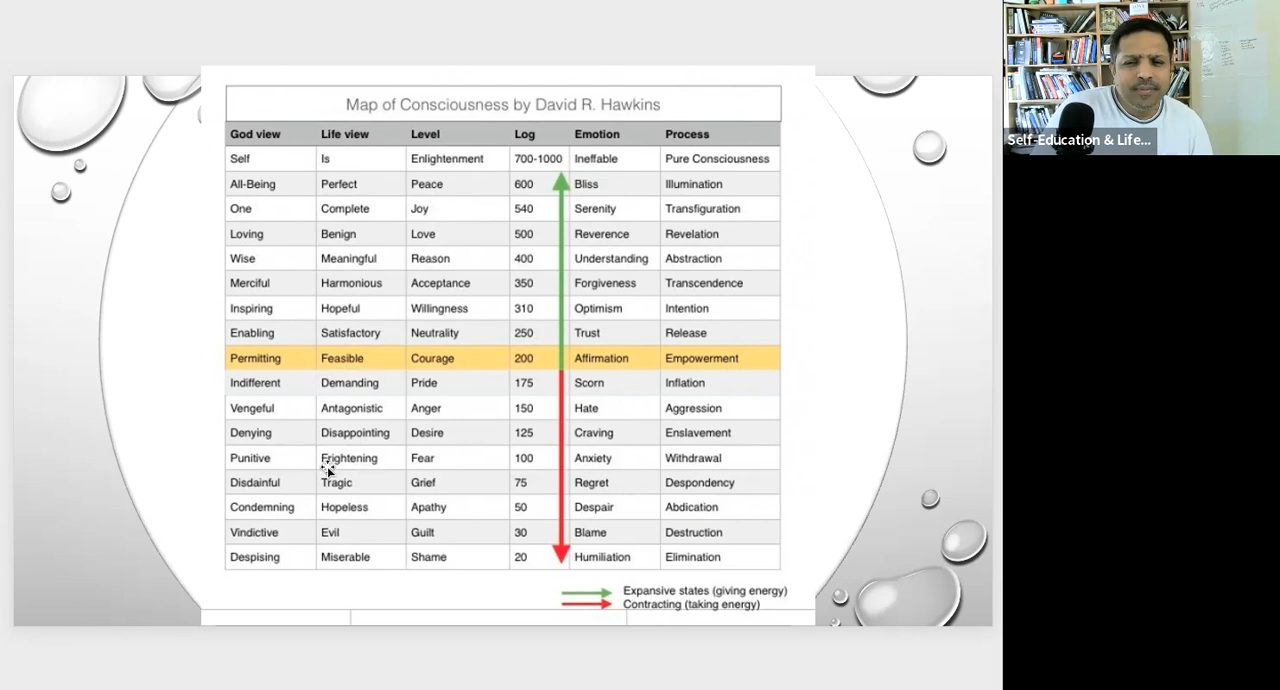 Map of Consciousness by David R. Hawkins
God view Life view Level Log Emotion Process
Self Is Enlightenment 700-1000 Ineffable Pure Consciousness
All-Being Perfect Peace 600 Bliss Illumination
One Complete Joy 540 Serenity Transfiguration
Loving Benign Love 500 Reverence Revelation
Wise Meaningful Reason 400 Understanding Abstraction
Merciful Harmonious Acceptance 350 Forgiveness Transcendence
Inspiring Hopeful Willingness 310 Optimism Intention
Enabling Satisfactory Neutrality 250 Trust Release
Permitting Feasible Courage 200 Affirmation Empowerment
Indifferent Demanding Pride 175 Scorn Inflation
Vengeful Antagonistic Anger 150 Hate Aggression
Denying Disappointing Desire 125 Craving Enslavement
Punitive Frightening Fear 100 Anxiety Withdrawal
Disdainful Tragic Grief 75 Regret Despondency
Condemning Hopeless Apathy 50 Despair Abdication
Vindictive Evil Guilt 30 Blame Destruction
Despising Miserable Shame 20 Humiliation Elimination
Expansive states (giving energy)
Contracting (taking energy)
Self-Education & Life...